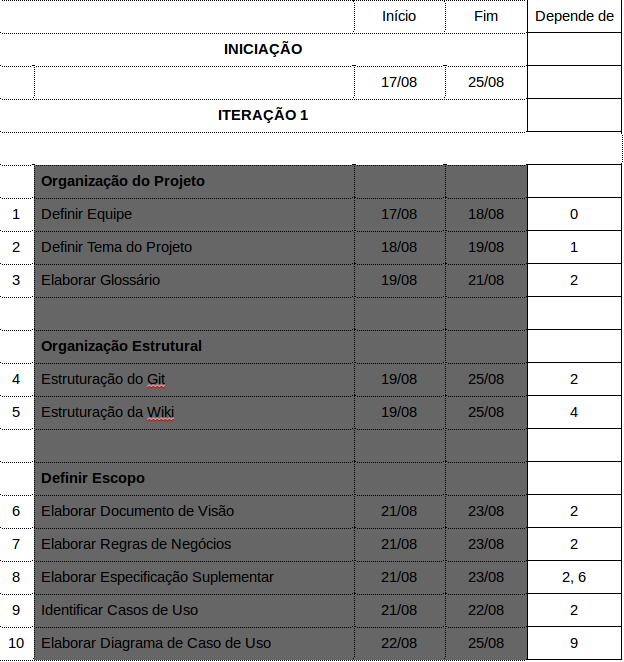 Início Fim Depende de
INICIAÇÃO
17/08 25/08
ITERAÇÃO 1
Organização do Projeto
1 Definir Equipe 17/08 18/08 0
2 Definir Tema do Projeto 18/08 19/08 1
3 Elaborar Glossário 19/08 21/08 2
Organização Estrutural
4 Estruturação do Git 19/08 25/08 2
5 Estruturação da Wiki 19/08 25/08 4
Definir Escopo
6 Elaborar Documento de Visão 21/08 23/08 2
7 Elaborar Regras de Negócios 21/08 23/08 2
8 Elaborar Especificação Suplementar 21/08 23/08 2, 6
9 Identificar Casos de Uso 21/08 22/08 2
10 Elaborar Diagrama de Caso de Uso 22/08 25/08 9